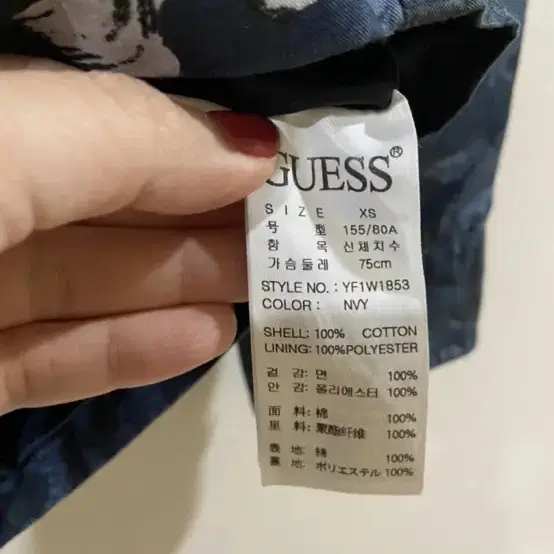 GUESS®
SIZE XS
号 型 155/80A
항 목 신체치수
가슴둘레 75cm
STYLE NO. : YF1W1853
COLOR : NVY
SHELL: 100% COTTON
LINING: 100%POLYESTER
겉 감: 면 100%
안 감: 폴리에스터 100%
面 料: 棉 100%
里 料: 聚酯纤维 100%
表 地: 綿 100%
裏 地: ポリエステル 100%